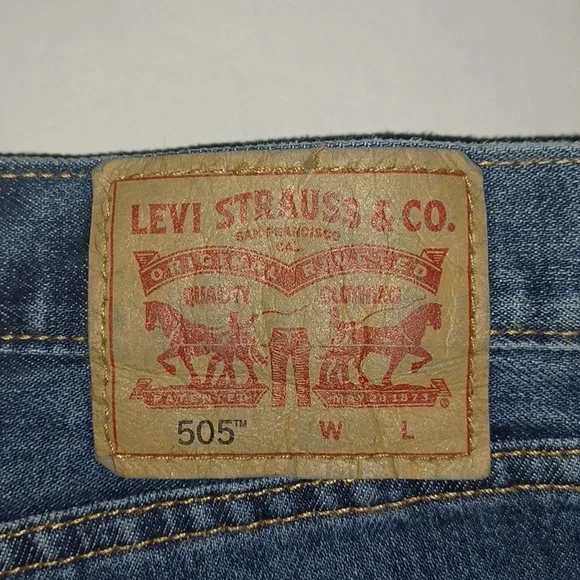 LEVI STRAUSS & CO.
SAN FRANCISCO
CAL.
ORIGINAL RIVETED
QUALITY CLOTHING
PATENTED MAY 20 1873
505™ W L